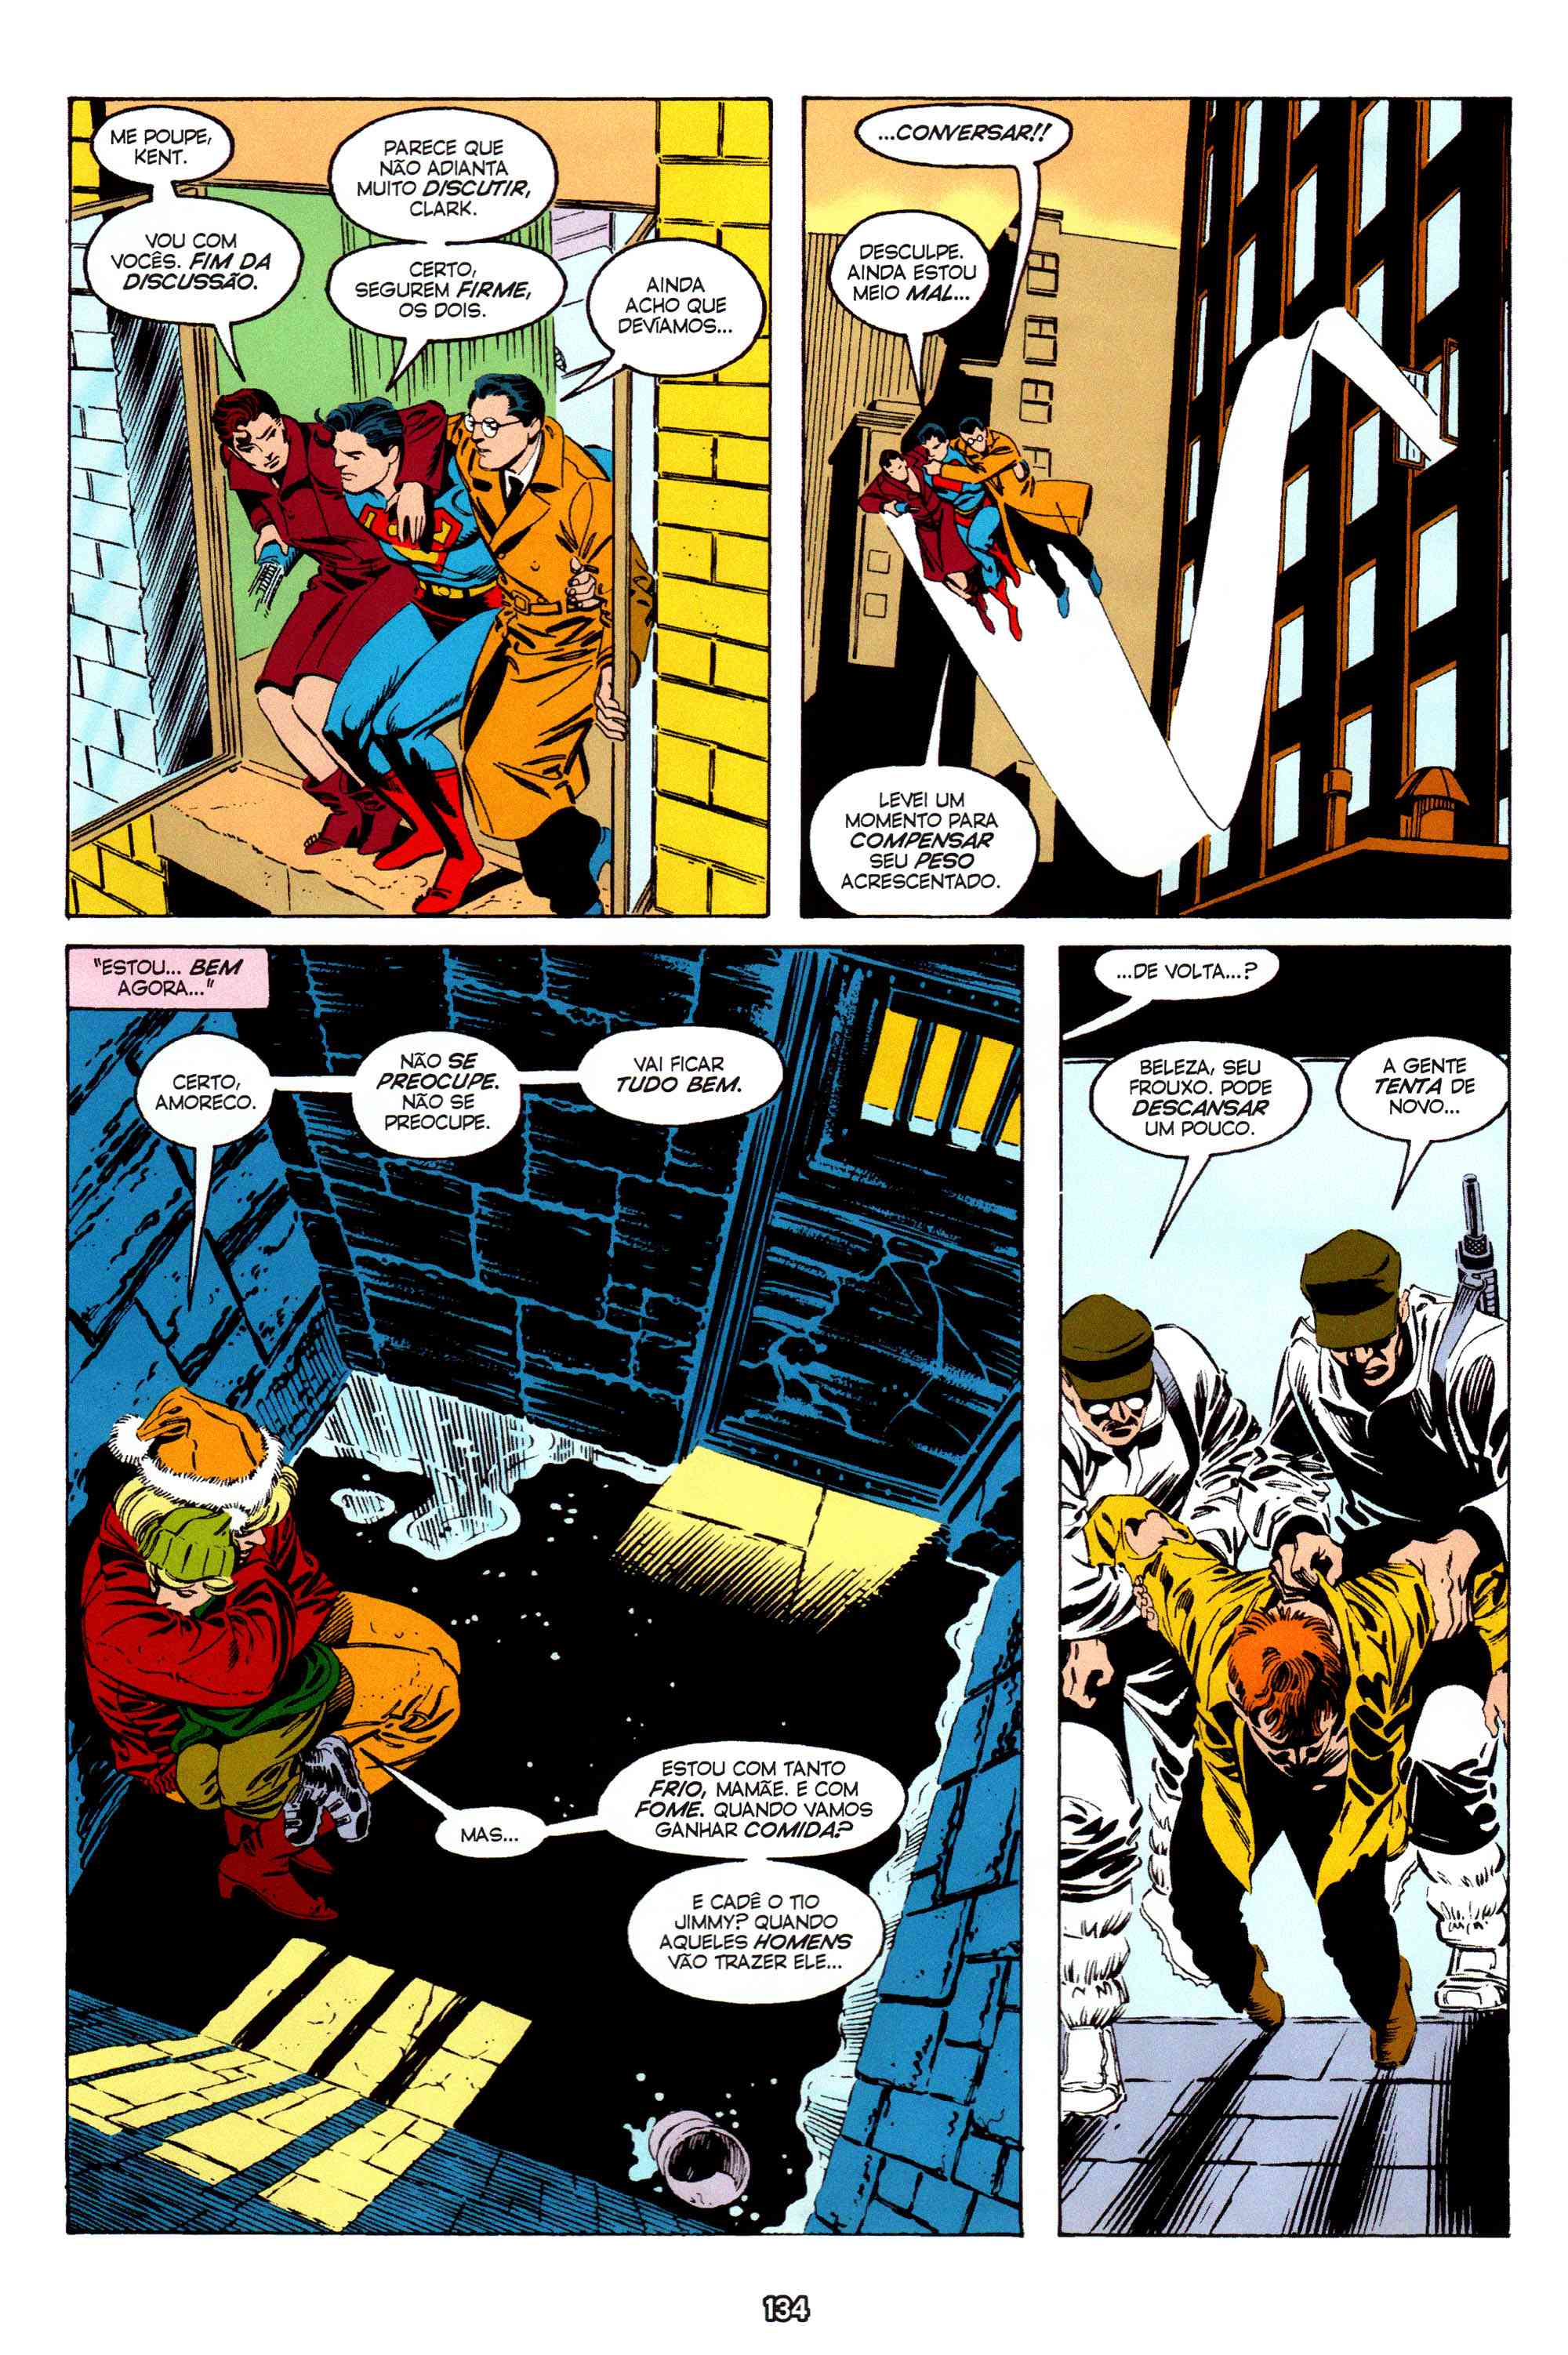 ME POUPE,
KENT.
VOU COM
VOCÊS. FIM DA
DISCUSSÃO.
PARECE QUE
NÃO ADIANTA
MUITO DISCUTIR,
CLARK.
CERTO,
SEGUREM FIRME,
OS DOIS.
AINDA
ACHO QUE
DEVÍAMOS...
...CONVERSAR!!
DESCULPE.
AINDA ESTOU
MEIO MAL...
LEVEI UM
MOMENTO PARA
COMPENSAR
SEU PESO
ACRESCENTADO.
"ESTOU... BEM
AGORA..."
CERTO,
AMORECO.
NÃO SE
PREOCUPE.
NÃO SE
PREOCUPE.
VAI FICAR
TUDO BEM.
MAS...
ESTOU COM TANTO
FRIO, MAMÃE. E COM
FOME. QUANDO VAMOS
GANHAR COMIDA?
E CADÊ O TIO
JIMMY? QUANDO
AQUELES HOMENS
VÃO TRAZER ELE...
...DE VOLTA...?
BELEZA, SEU
FROUXO. PODE
DESCANSAR
UM POUCO.
A GENTE
TENTA DE
NOVO...
134